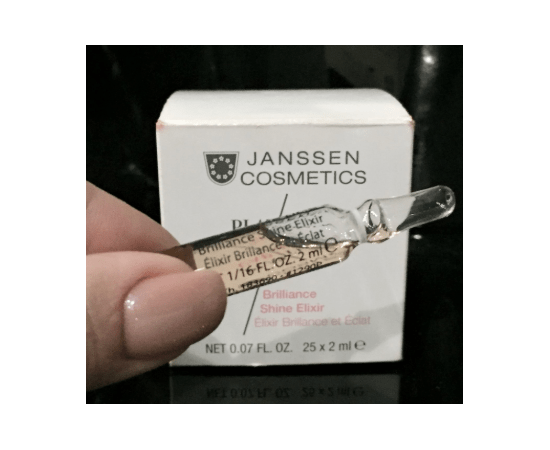 JANSSEN
COSMETICS
Brilliance Shine Elixir
Élixir Brillance et Éclat
1/16 FL. OZ. 2 ml e
Brilliance
Shine Elixir
Elixir Brillance et Éclat
NET 0.07 FL. OZ. 25 x 2 ml e